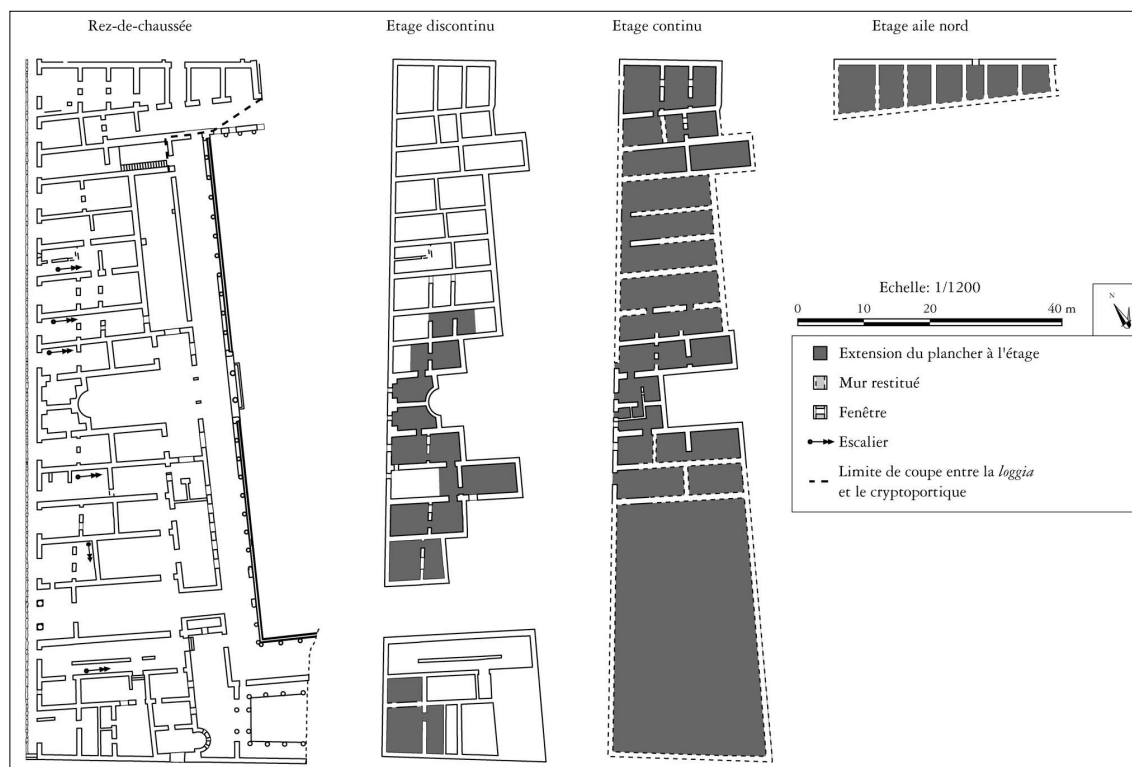 Rez-de-chaussée
Etage discontinu
Etage continu
Etage aile nord
Echelle: 1/1200
0 10 20 40 m
N
Extension du plancher à l'étage
Mur restitué
Fenêtre
Escalier
Limite de coupe entre la loggia
et le cryptoportique